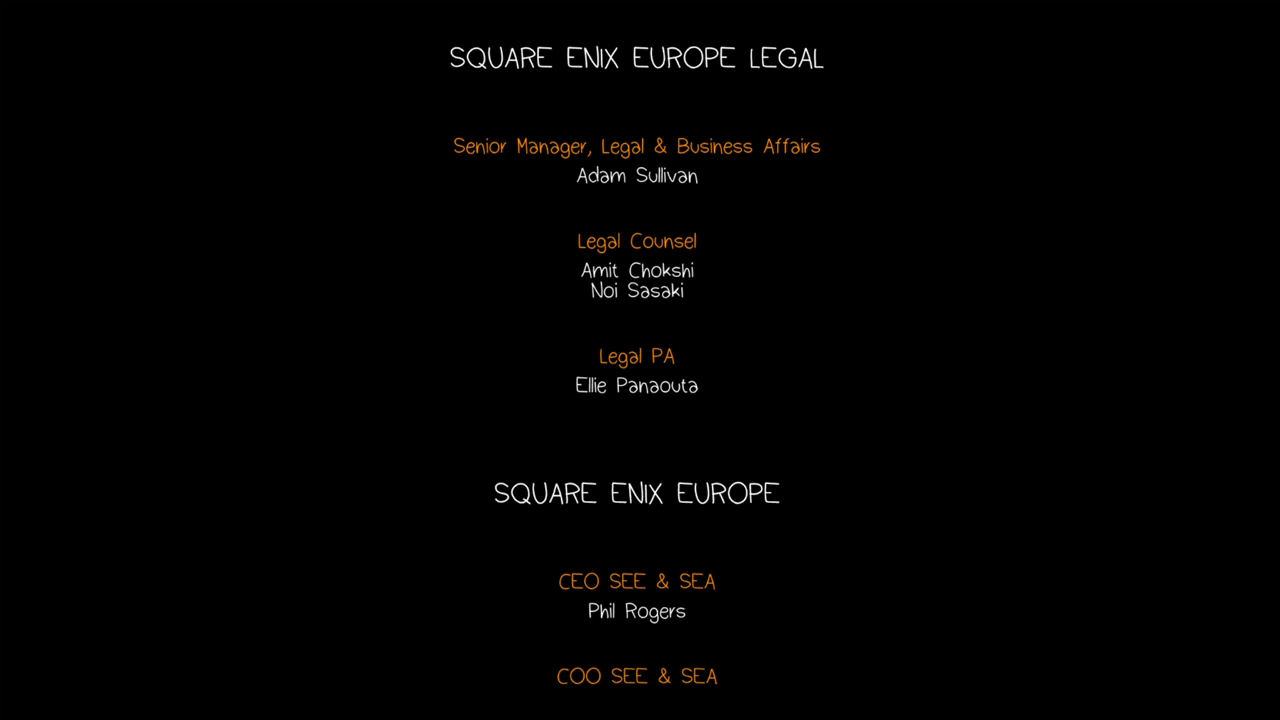 SQUARE ENIX EUROPE LEGAL
Senior Manager, Legal & Business Affairs
Adam Sullivan
Legal Counsel
Amit Chokshi
Noi Sasaki
Legal PA
Ellie Panaouta
SQUARE ENIX EUROPE
CEO SEE & SEA
Phil Rogers
COO SEE & SEA